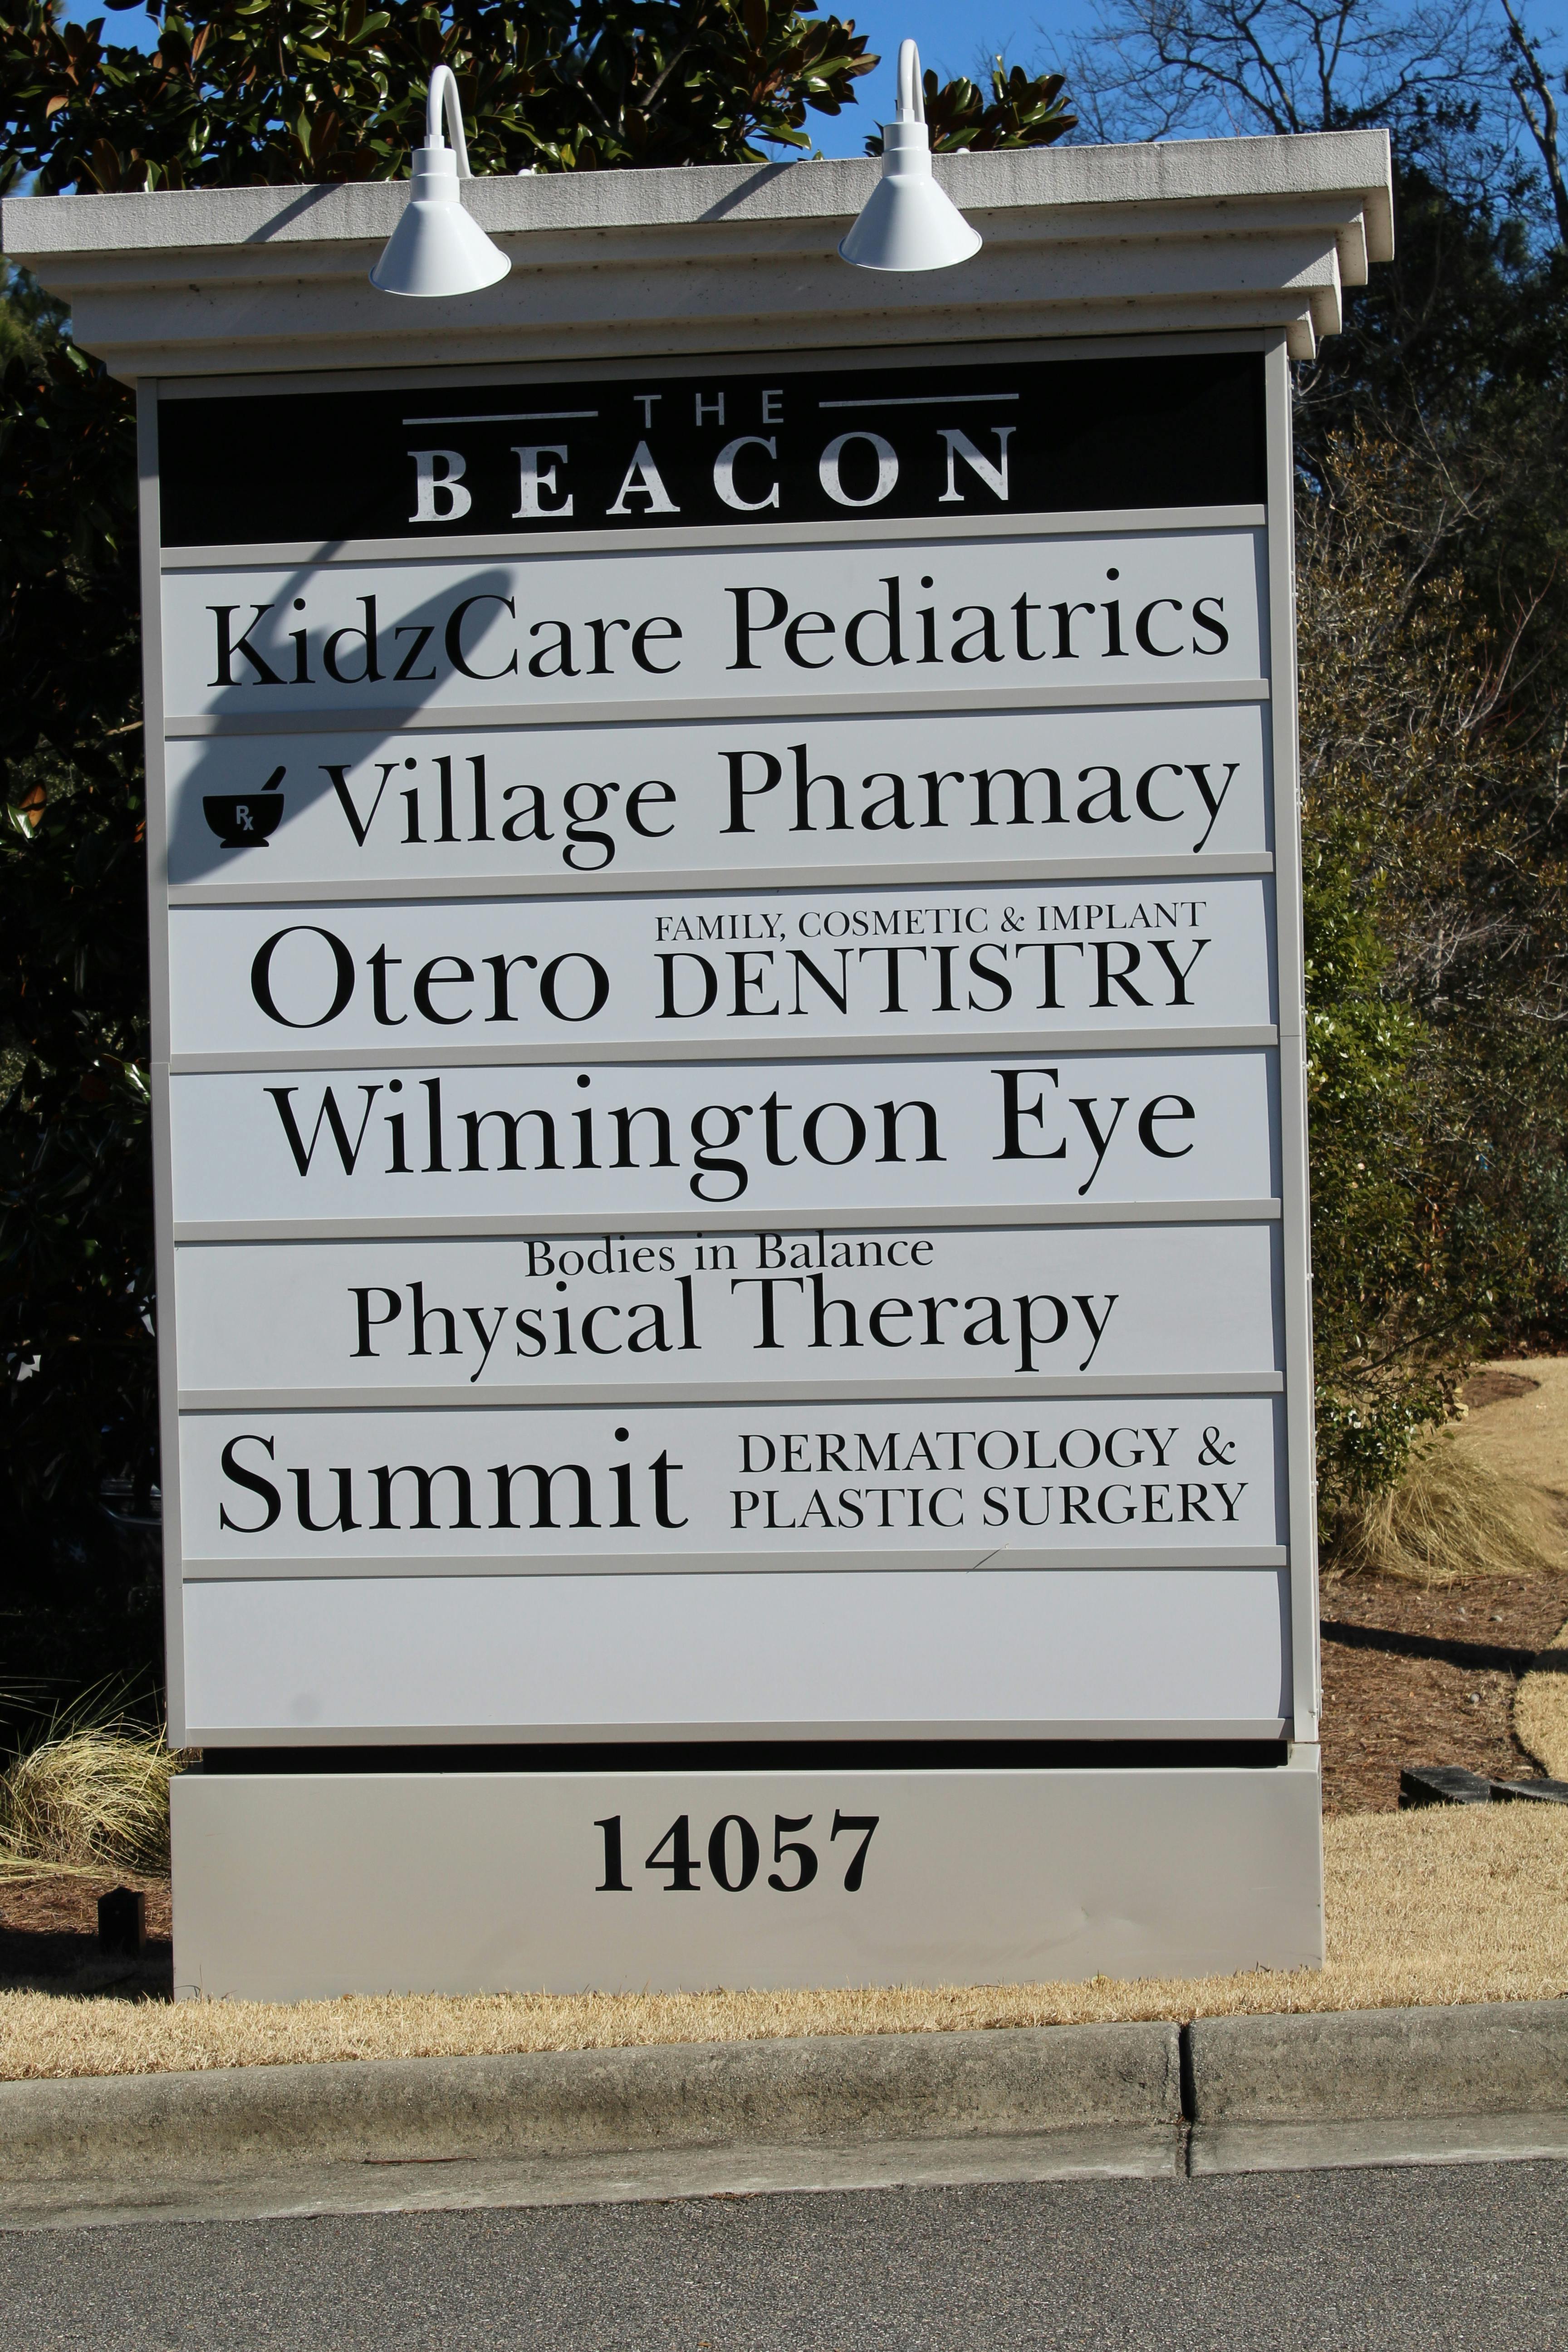 THE
BEACON
KidzCare Pediatrics
Rx Village Pharmacy
Otero FAMILY, COSMETIC & IMPLANT
DENTISTRY
Wilmington Eye
Bodies in Balance
Physical Therapy
Summit DERMATOLOGY &
PLASTIC SURGERY
14057